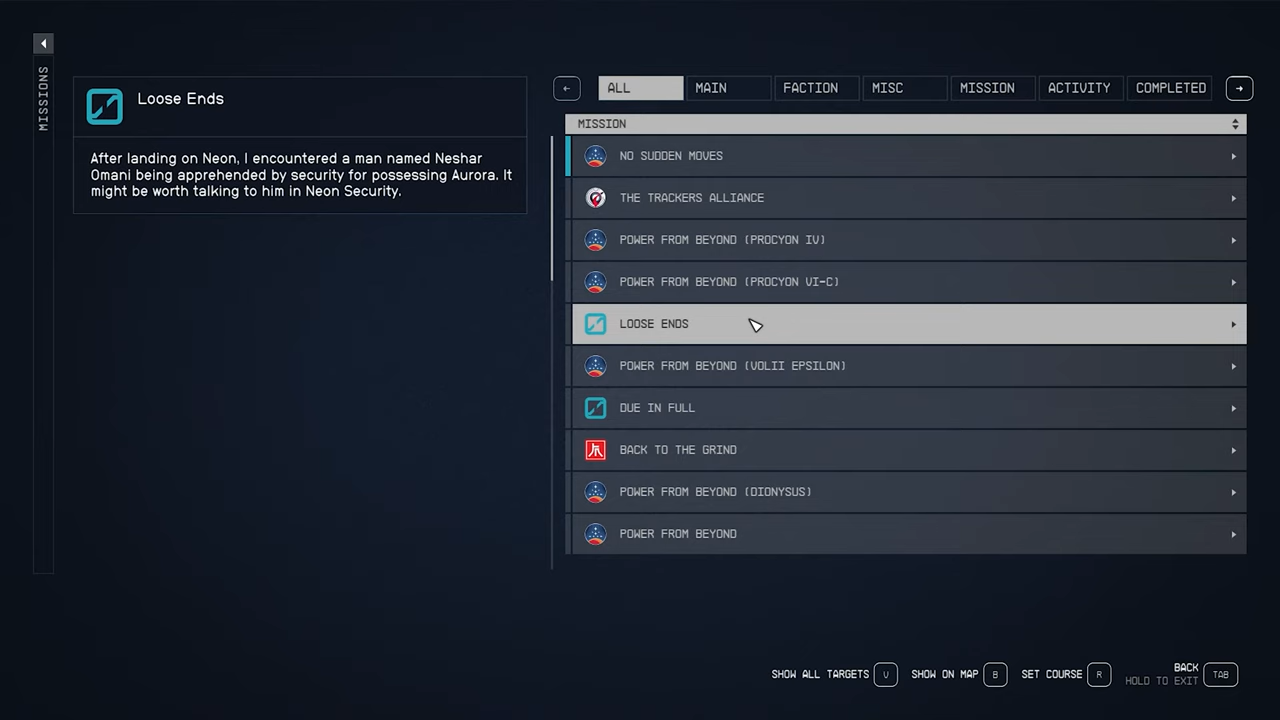 MISSIONS
Loose Ends
After landing on Neon, I encountered a man named Neshar
Omani being apprehended by security for possessing Aurora. It
might be worth talking to him in Neon Security.
ALL MAIN FACTION MISC MISSION ACTIVITY COMPLETED
MISSION
NO SUDDEN MOVES
THE TRACKERS ALLIANCE
POWER FROM BEYOND (PROCYON IV)
POWER FROM BEYOND (PROCYON VI-C)
LOOSE ENDS
POWER FROM BEYOND (VOLII EPSILON)
DUE IN FULL
BACK TO THE GRIND
POWER FROM BEYOND (DIONYSUS)
POWER FROM BEYOND
SHOW ALL TARGETS V SHOW ON MAP B SET COURSE R BACK TAB
HOLD TO EXIT